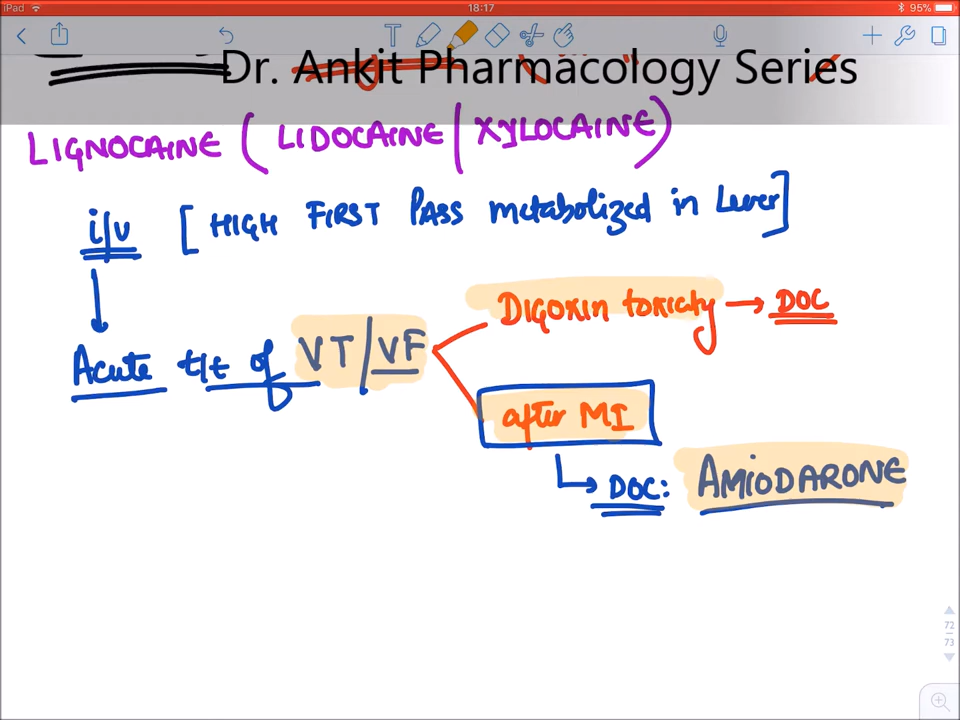 iPad 18:17 95%
Dr. Ankit Pharmacology Series
LIGNOCAINE ( LIDOCAINE | XYLOCAINE )
i/v [ HIGH FIRST PASS metabolized in Liver ]
Digoxin toxicity → DOC
Acute t/t of VT/VF
after MI
DOC: AMIODARONE
72
73